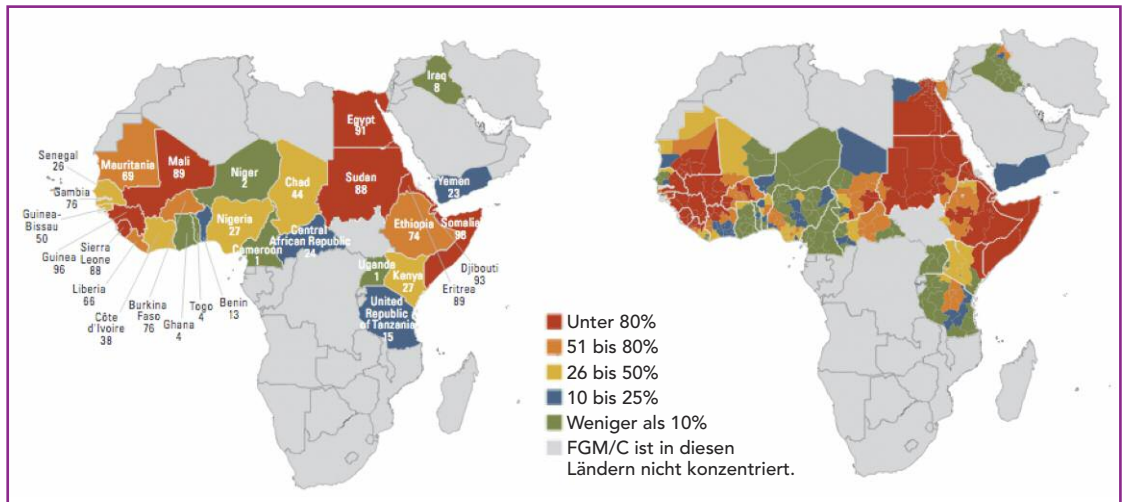 Iraq
8
Egypt
91
Senegal
26
Mauritania
69
Mali
89
Niger
2
Chad
44
Sudan
88
Yemen
23
Gambia
76
Guinea-
Bissau
50
Nigeria
27
Ethiopia
74
Somalia
98
Central
African Republic
24
Cameroon
1
Guinea
96
Sierra
Leone
88
Liberia
66
Côte
d'Ivoire
38
Burkina
Faso
76
Ghana
4
Togo
4
Benin
13
Uganda
1
Kenya
27
Djibouti
93
Eritrea
89
United
Republic
of Tanzania
15
Unter 80%
51 bis 80%
26 bis 50%
10 bis 25%
Weniger als 10%
FGM/C ist in diesen
Ländern nicht konzentriert.